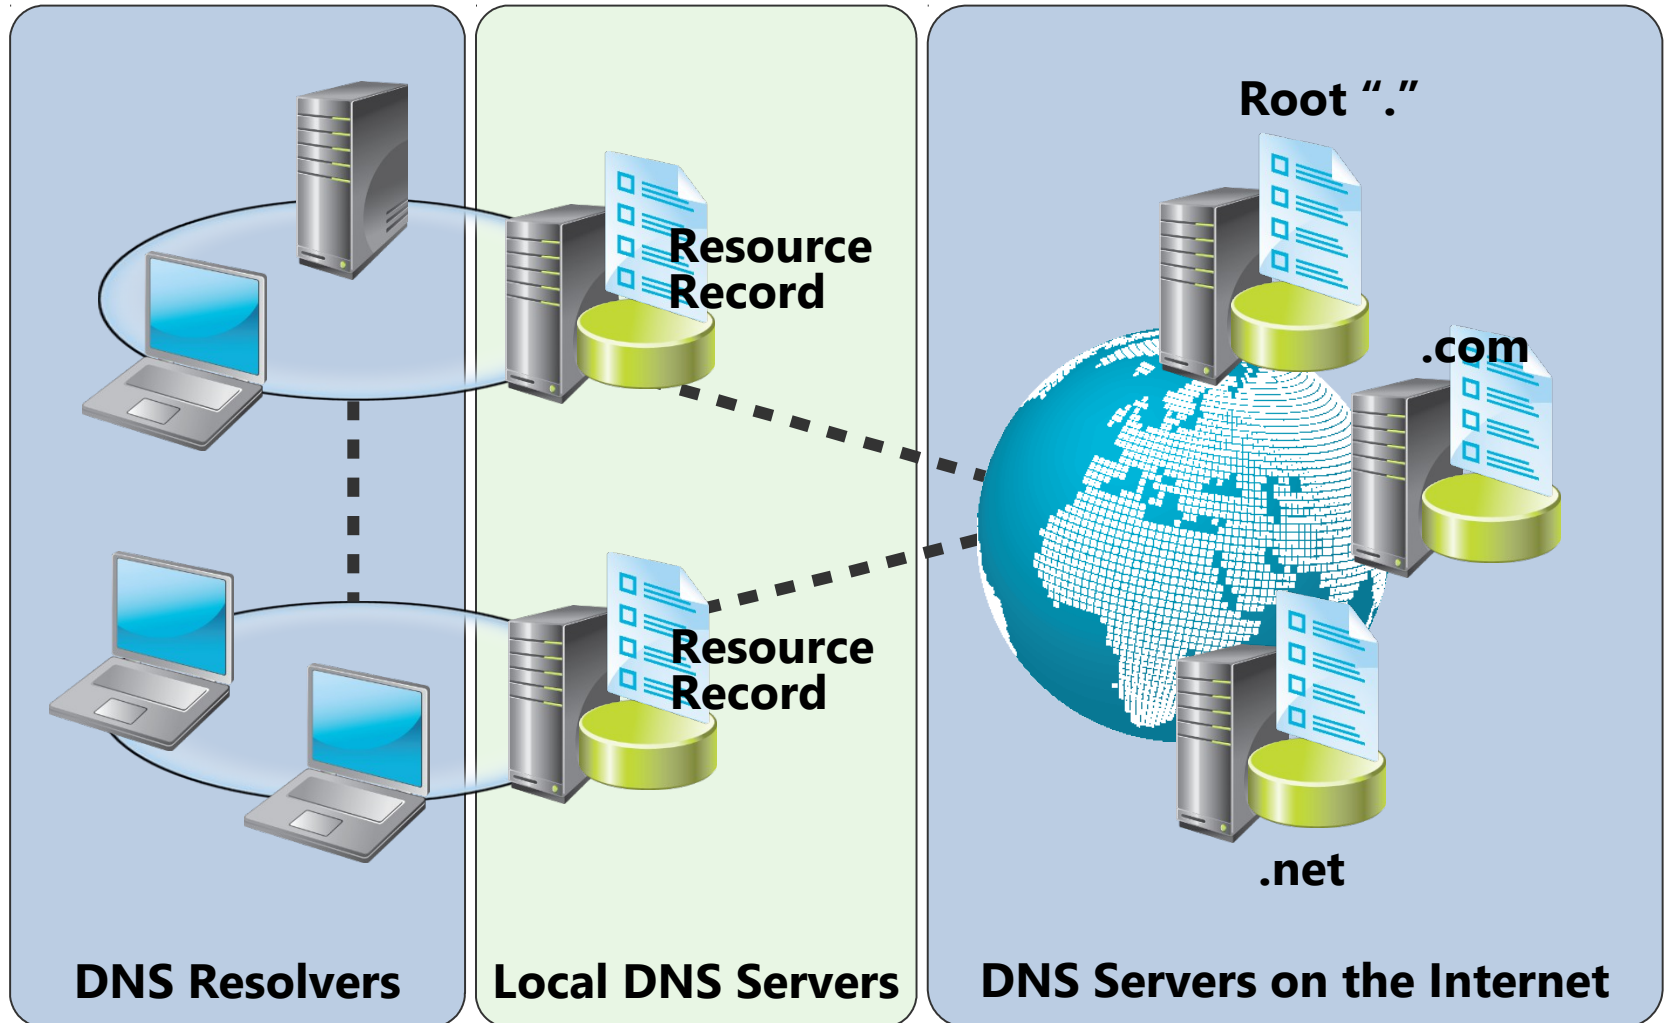 Root “.”
Resource
Record
.com
Resource
Record
.net
DNS Resolvers
Local DNS Servers
DNS Servers on the Internet